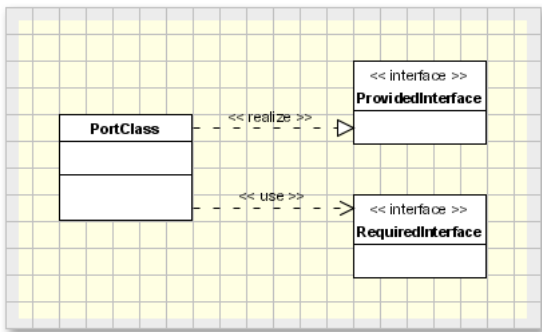 << interface >>
ProvidedInterface
<< realize >>
PortClass
<< use >>
<< interface >>
RequiredInterface